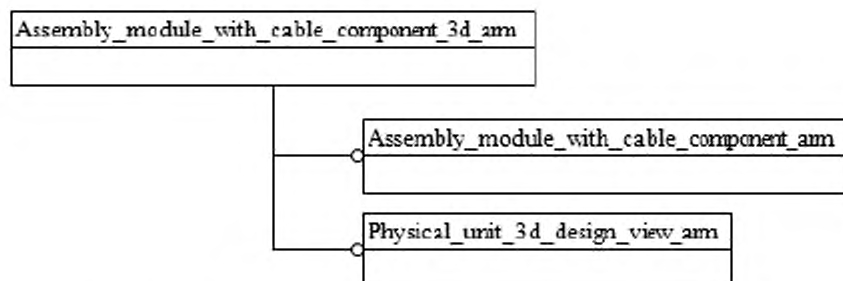 Assembly_module_with_cable_component_3d_arm
Assembly_module_with_cable_component_arm
Physical_unit_3d_design_view_arm